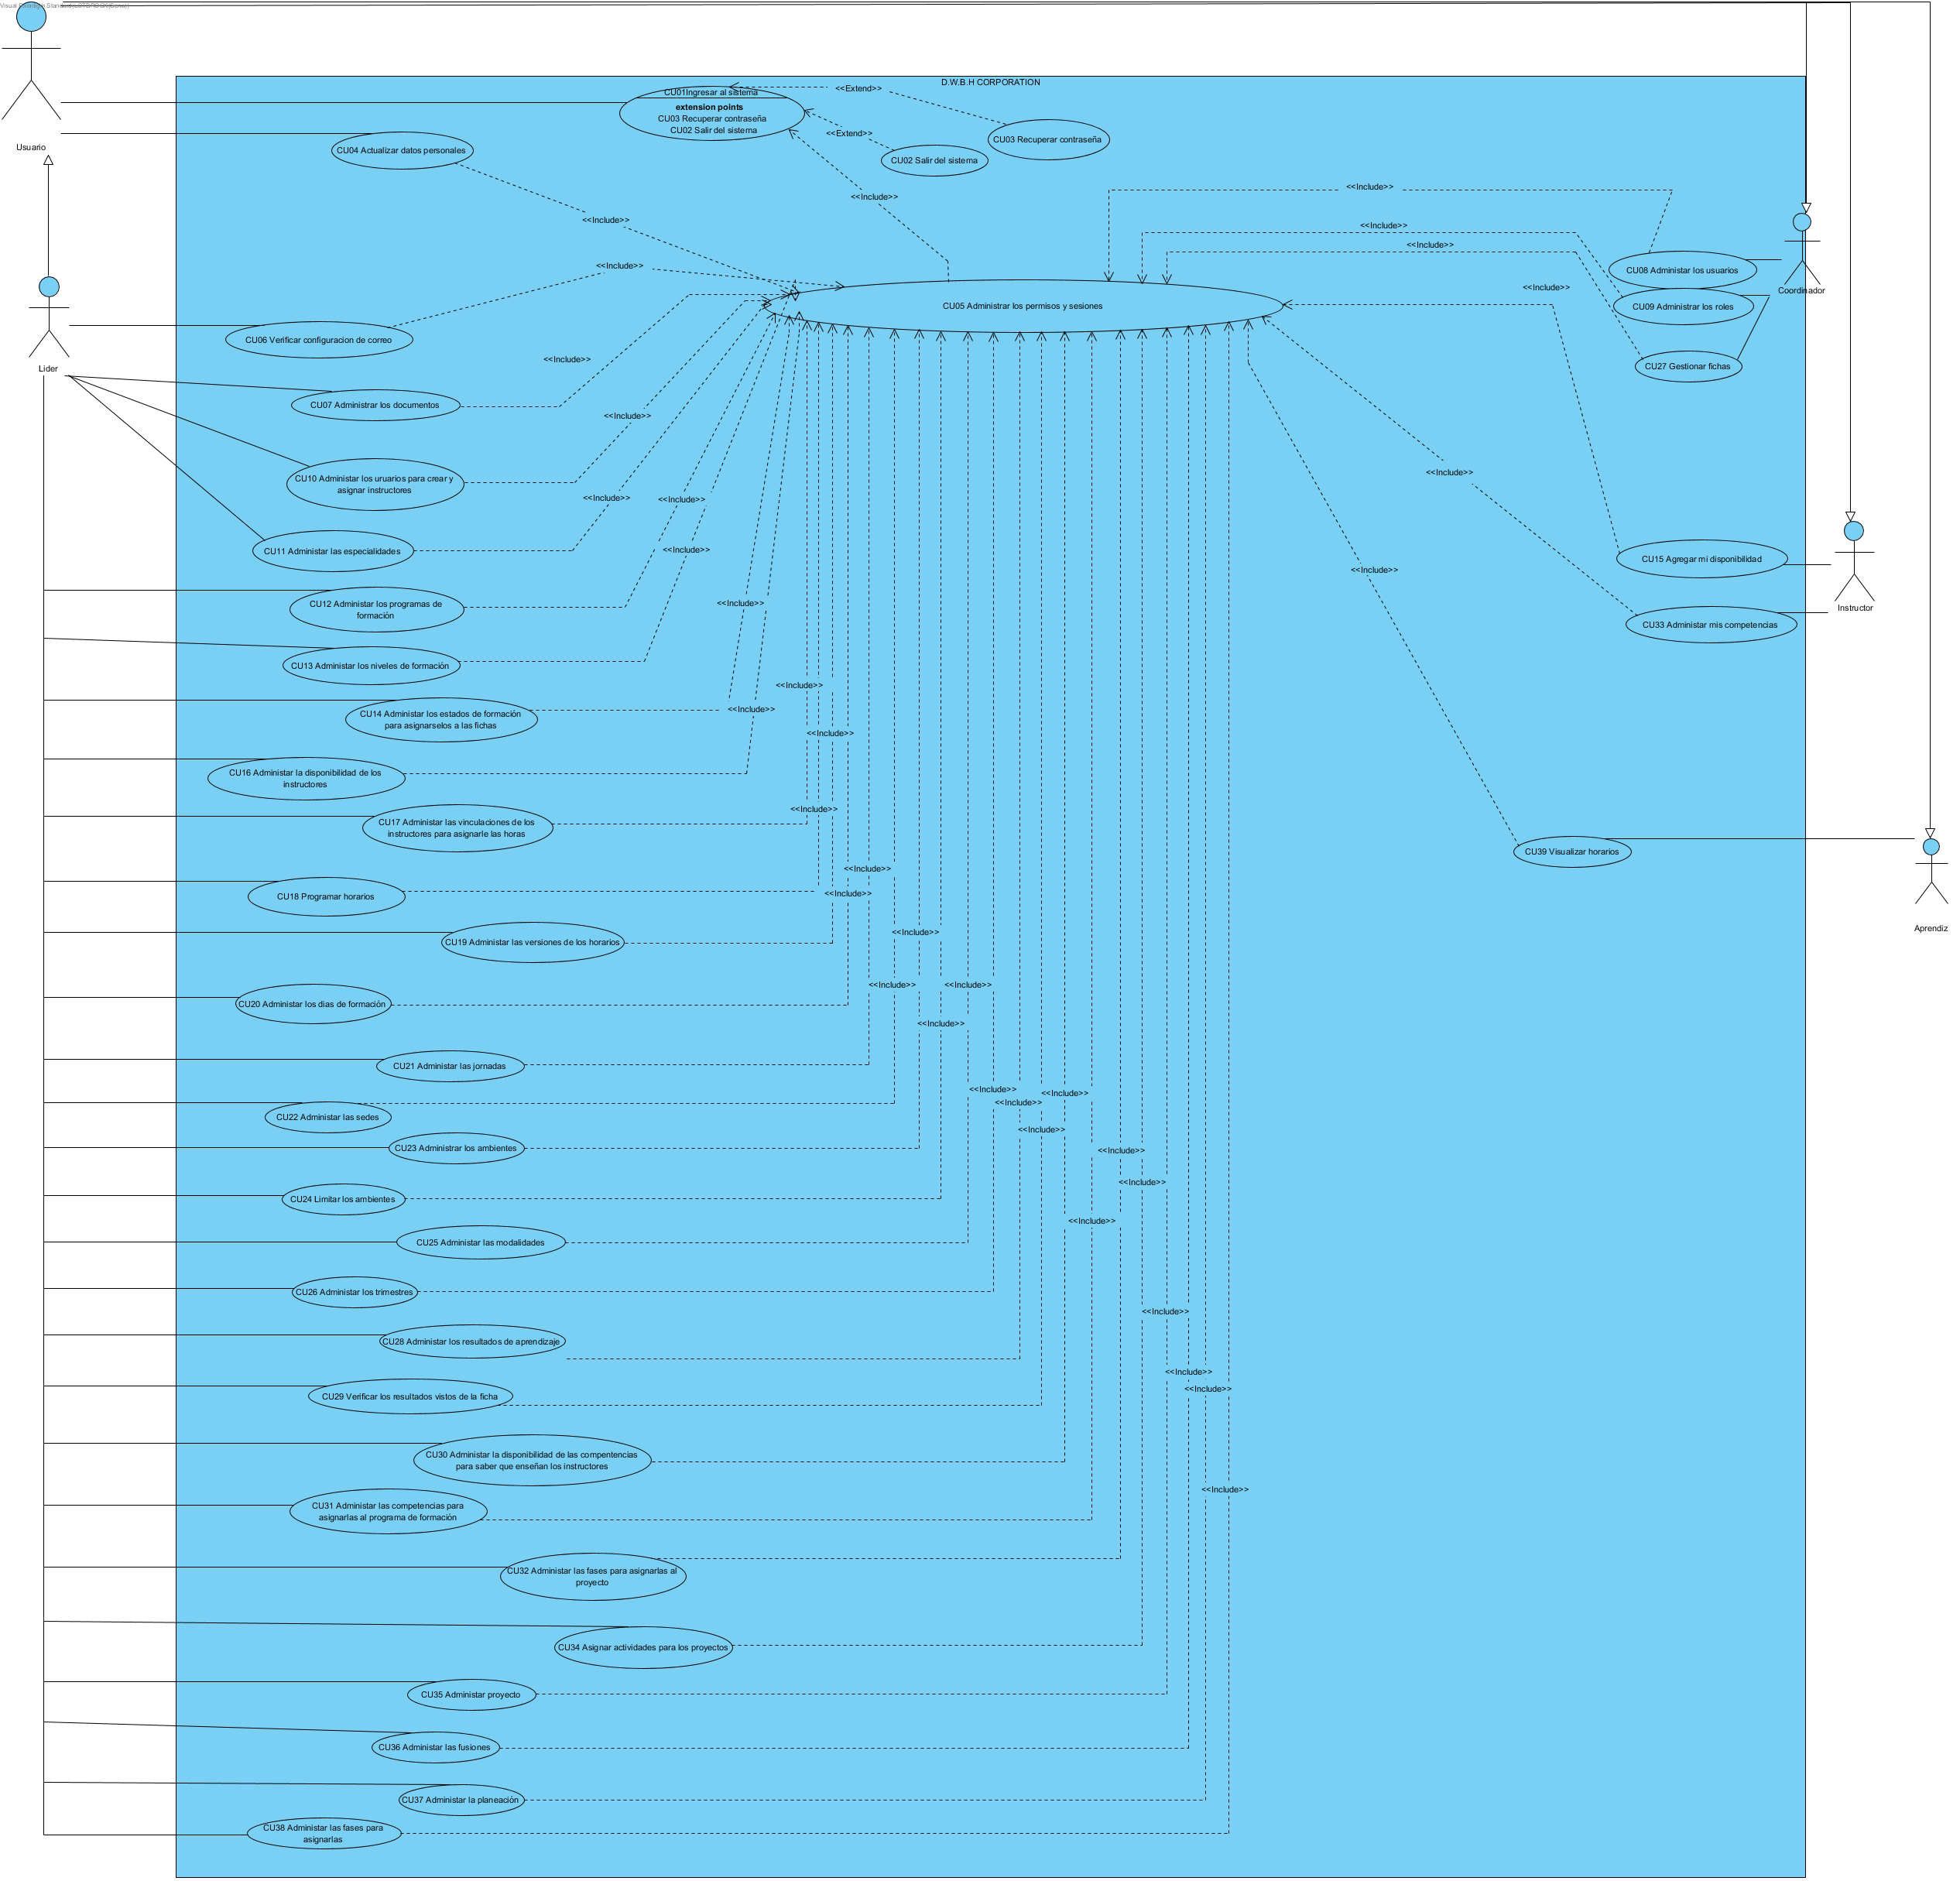 D.W.B.H CORPORATION
CU01Ingresar al sistema
extension points
CU03 Recuperar contraseña
CU02 Salir del sistema
<<Extend>>
<<Extend>>
CU03 Recuperar contraseña
CU02 Salir del sistema
Usuario
CU04 Actualizar datos personales
<<Include>>
<<Include>>
<<Include>>
<<Include>>
<<Include>>
<<Include>>
CU08 Administar los usuarios
Coordinador
CU09 Administrar los roles
CU27 Gestionar fichas
<<Include>>
CU05 Administrar los permisos y sesiones
CU06 Verificar configuracion de correo
Lider
<<Include>>
CU07 Administrar los documentos
<<Include>>
CU10 Administar los uruarios para crear y
asignar instructores
<<Include>>
<<Include>>
<<Include>>
CU11 Administar las especialidades
<<Include>>
CU15 Agregar mi disponibilidad
<<Include>>
CU12 Administar los programas de
formación
<<Include>>
Instructor
CU33 Administar mis competencias
CU13 Administar los niveles de formación
<<Include>>
CU14 Administar los estados de formación
para asignarselos a las fichas
<<Include>>
<<Include>>
CU16 Administar la disponibilidad de los
instructores
<<Include>>
CU17 Administar las vinculaciones de los
instructores para asignarle las horas
CU39 Visualizar horarios
Aprendiz
<<Include>>
CU18 Programar horarios
<<Include>>
<<Include>>
CU19 Administar las versiones de los horarios
<<Include>>
<<Include>>
CU20 Administar los dias de formación
<<Include>>
CU21 Administar las jornadas
<<Include>>
<<Include>>
<<Include>>
CU22 Administar las sedes
<<Include>>
CU23 Administrar los ambientes
<<Include>>
<<Include>>
CU24 Limitar los ambientes
<<Include>>
CU25 Administar las modalidades
CU26 Administar los trimestres
<<Include>>
CU28 Administar los resultados de aprendizaje
<<Include>>
<<Include>>
CU29 Verificar los resultados vistos de la ficha
CU30 Administar la disponibilidad de las compentencias
para saber que enseñan los instructores
<<Include>>
CU31 Administar las competencias para
asignarlas al programa de formación
CU32 Administar las fases para asignarlas al
proyecto
CU34 Asignar actividades para los proyectos
CU35 Administar proyecto
CU36 Administar las fusiones
CU37 Administar la planeación
CU38 Administar las fases para
asignarlas